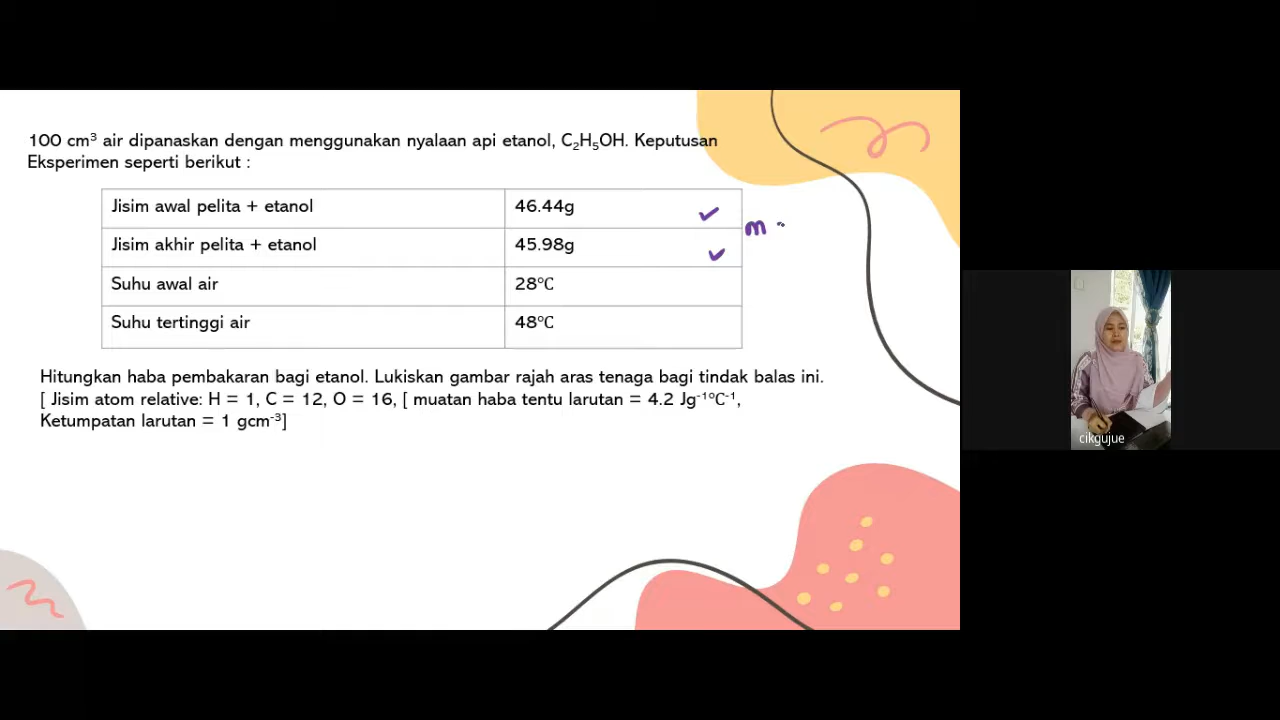 100 cm³ air dipanaskan dengan menggunakan nyalaan api etanol, C₂H₅OH. Keputusan
Eksperimen seperti berikut :
Jisim awal pelita + etanol 46.44g
m
Jisim akhir pelita + etanol 45.98g
Suhu awal air 28℃
Suhu tertinggi air 48℃
Hitungkan haba pembakaran bagi etanol. Lukiskan gambar rajah aras tenaga bagi tindak balas ini.
[ Jisim atom relative: H = 1, C = 12, O = 16, [ muatan haba tentu larutan = 4.2 Jg⁻¹℃⁻¹,
Ketumpatan larutan = 1 gcm⁻³]
cikgujue